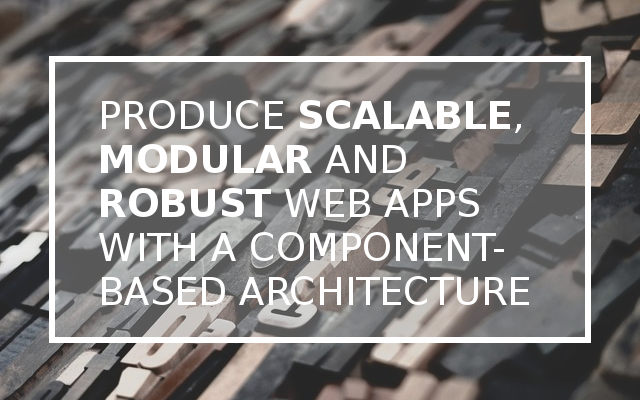 PRODUCE SCALABLE,
MODULAR AND
ROBUST WEB APPS
WITH A COMPONENT-
BASED ARCHITECTURE